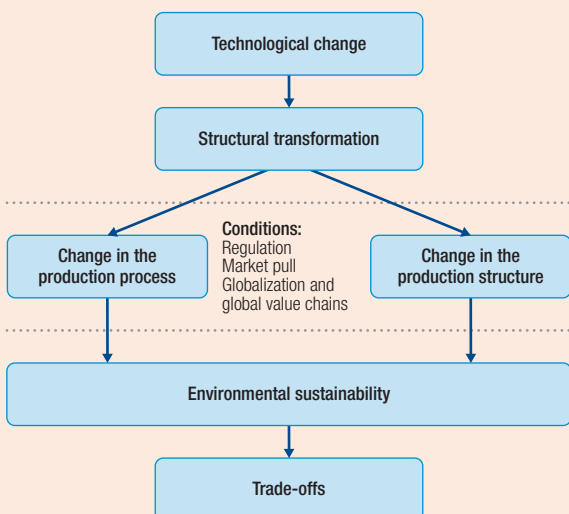 Technological change
Structural transformation
Conditions:
Regulation
Market pull
Globalization and
global value chains
Change in the
production process
Change in the
production structure
Environmental sustainability
Trade-offs